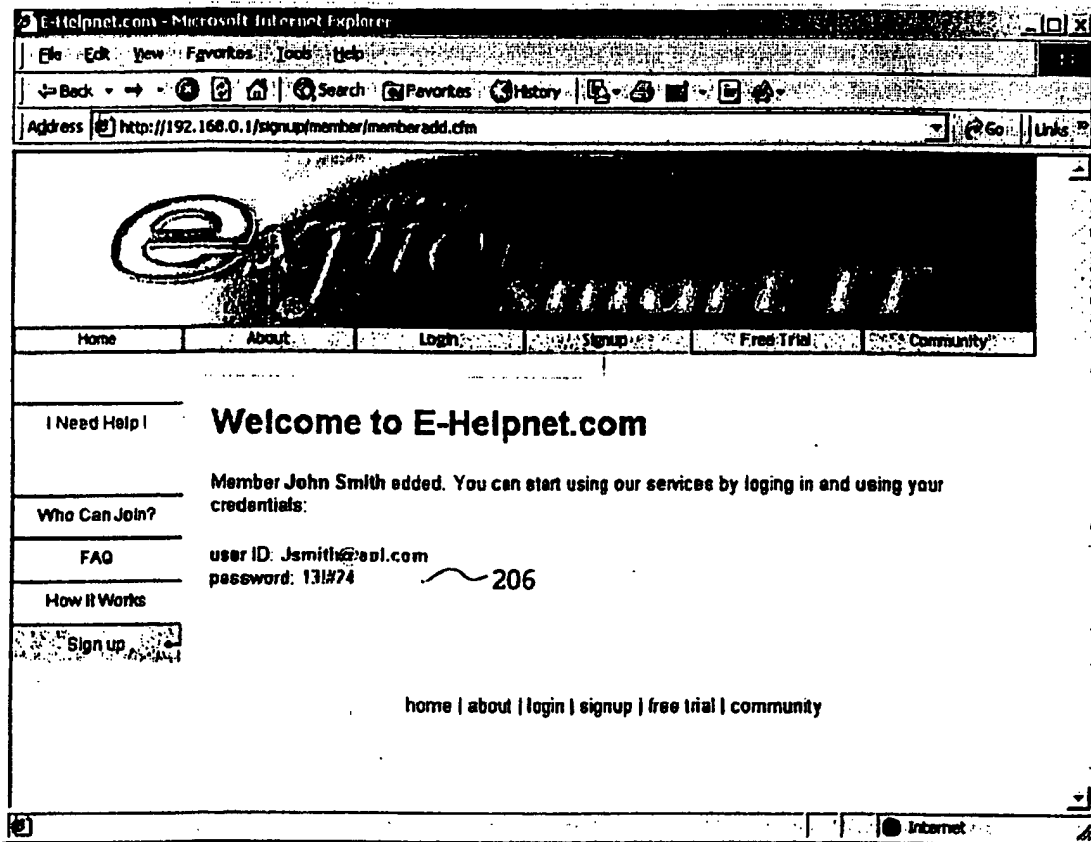 E-Helpnet.com - Microsoft Internet Explorer
File Edit View Favorites Tools Help
Back Search Favorites History
Address http://192.168.0.1/signup/member/memberadd.cfm Go Links »
e
Home About Login Signup Free Trial Community
I Need Help!
Welcome to E-Helpnet.com
Member John Smith added. You can start using our services by loging in and using your
credentials:
Who Can Join?
FAQ
user ID: Jsmith@aol.com
password: 13!#24
206
How It Works
Sign up
home | about | login | signup | free trial | community
Internet